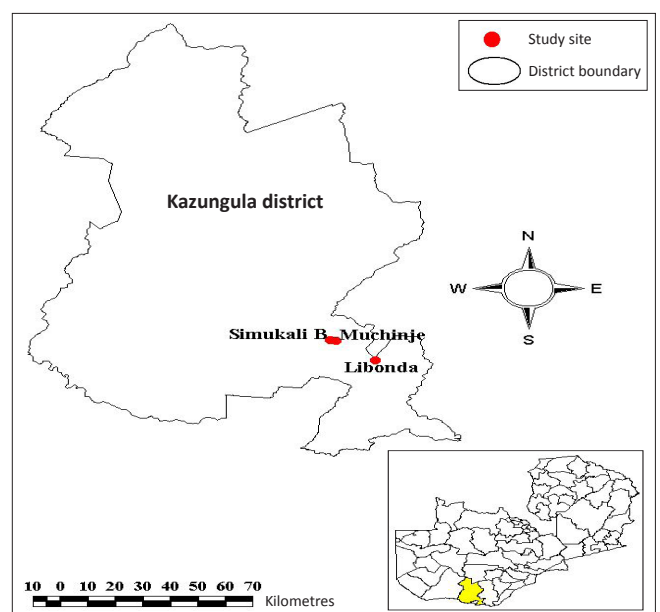 Study site
District boundary
Kazungula district
N
W E
S
Simukali B Muchinje
Libonda
10 0 10 20 30 40 50 60 70 Kilometres